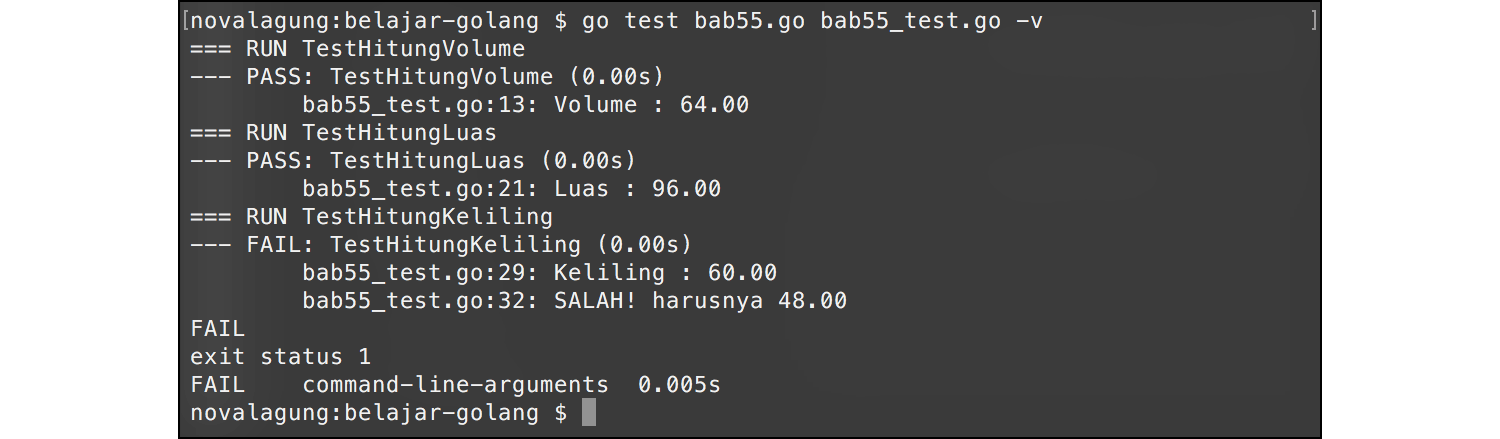 [novalagung:belajar-golang $ go test bab55.go bab55_test.go -v ]
=== RUN TestHitungVolume
--- PASS: TestHitungVolume (0.00s)
        bab55_test.go:13: Volume : 64.00
=== RUN TestHitungLuas
--- PASS: TestHitungLuas (0.00s)
        bab55_test.go:21: Luas : 96.00
=== RUN TestHitungKeliling
--- FAIL: TestHitungKeliling (0.00s)
        bab55_test.go:29: Keliling : 60.00
        bab55_test.go:32: SALAH! harusnya 48.00
FAIL
exit status 1
FAIL    command-line-arguments  0.005s
novalagung:belajar-golang $